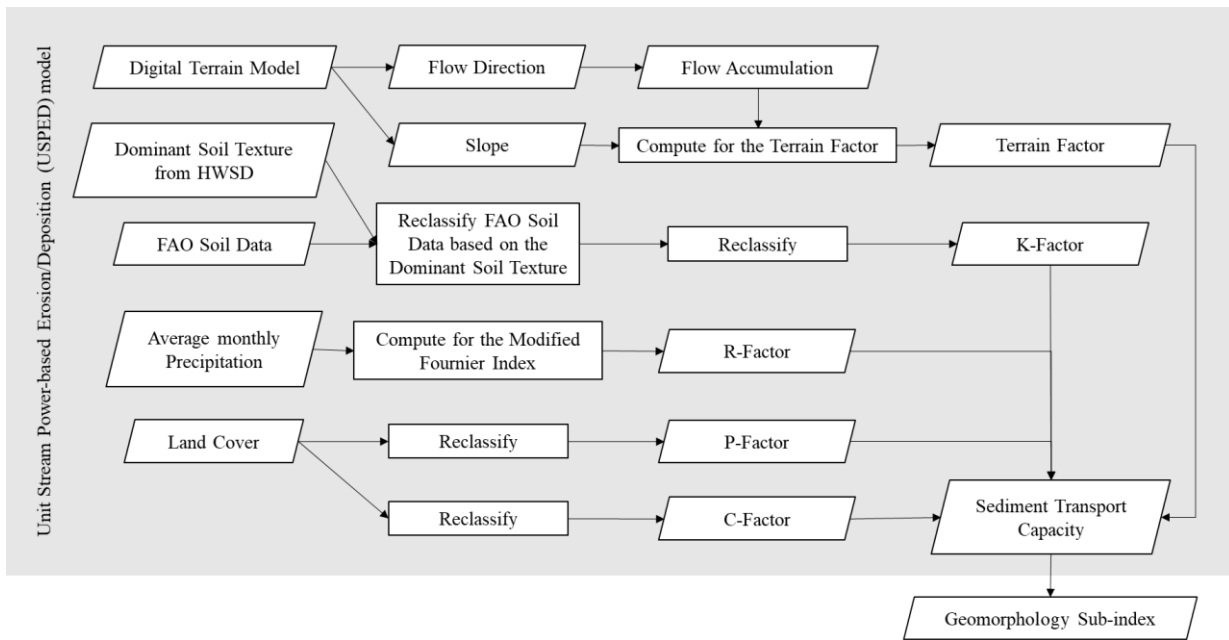 Unit Stream Power-based Erosion/Deposition (USPED) model
Digital Terrain Model
Flow Direction
Flow Accumulation
Dominant Soil Texture
from HWSD
Slope
Compute for the Terrain Factor
Terrain Factor
FAO Soil Data
Reclassify FAO Soil
Data based on the
Dominant Soil Texture
Reclassify
K-Factor
Average monthly
Precipitation
Compute for the Modified
Fournier Index
R-Factor
Land Cover
Reclassify
P-Factor
Reclassify
C-Factor
Sediment Transport
Capacity
Geomorphology Sub-index